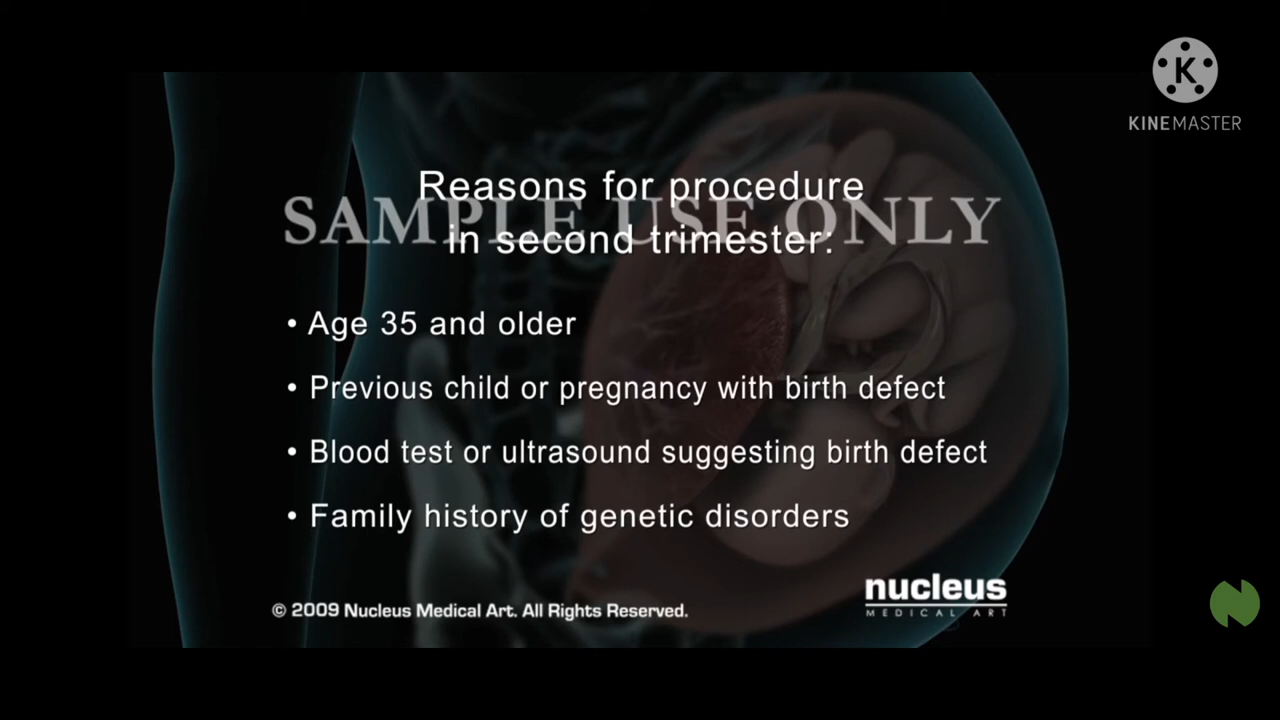 KINEMASTER
Reasons for procedure
SAMPLE USE ONLY
in second trimester:
• Age 35 and older
• Previous child or pregnancy with birth defect
• Blood test or ultrasound suggesting birth defect
• Family history of genetic disorders
nucleus
MEDICAL ART
© 2009 Nucleus Medical Art. All Rights Reserved.